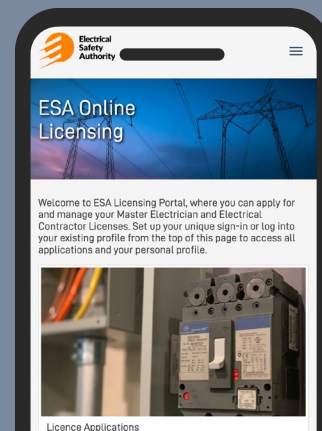 Electrical
Safety
Authority
ESA Online
Licensing
Welcome to ESA Licensing Portal, where you can apply for
and manage your Master Electrician and Electrical
Contractor Licenses. Set up your unique sign-in or log into
your existing profile from the top of this page to access all
applications and your personal profile.
Licence Applications